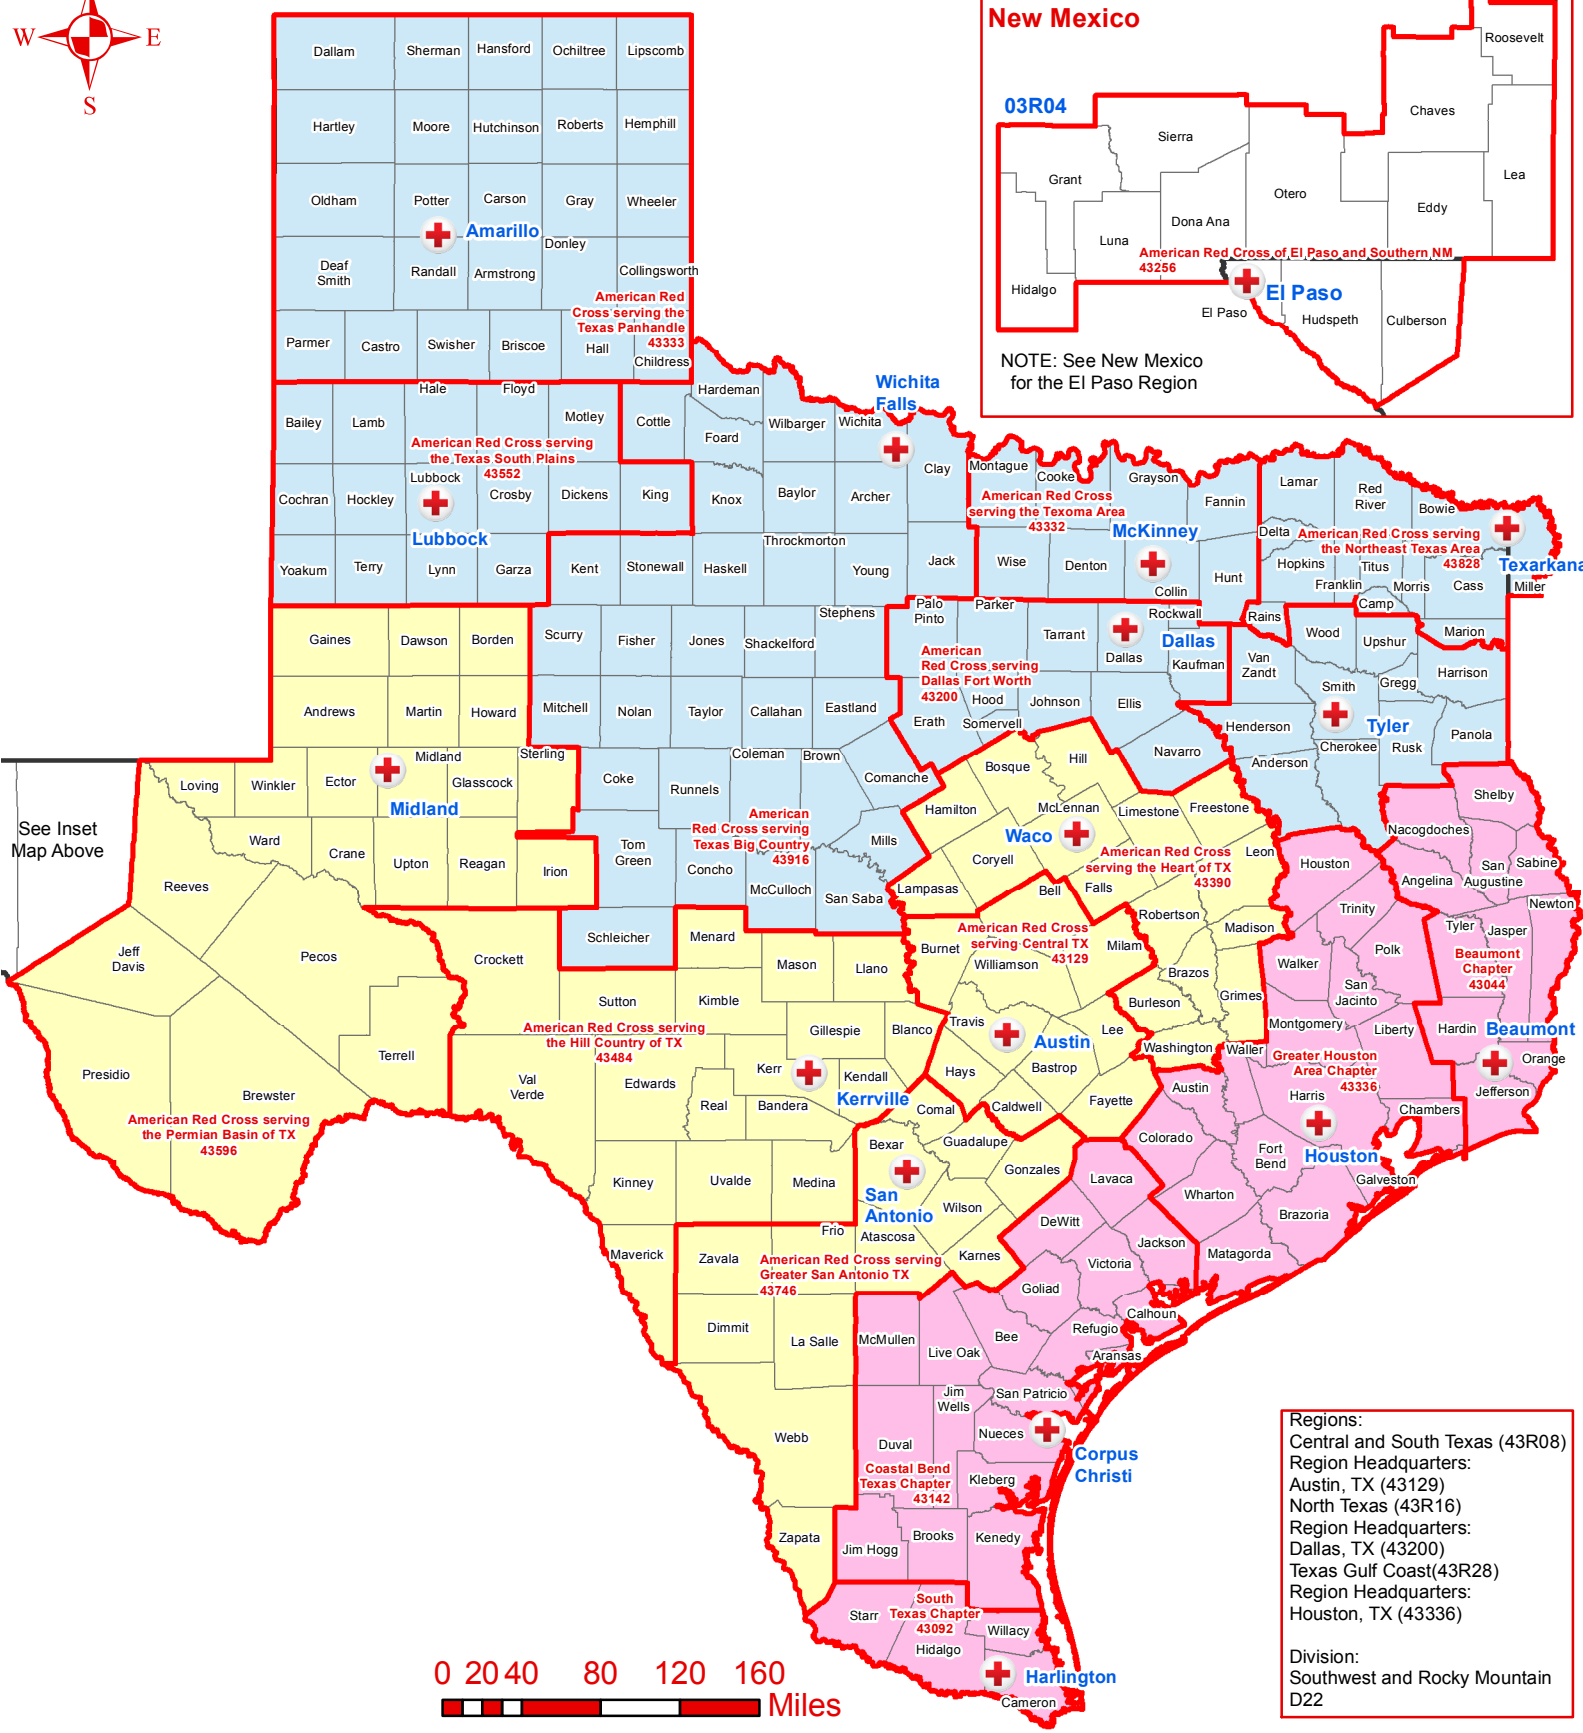 W
E
S
New Mexico
03R04
Roosevelt
Chaves
Sierra
Grant
Lea
Otero
Eddy
Dona Ana
Luna
American Red Cross of El Paso and Southern NM
43256
Hidalgo
El Paso
El Paso
Hudspeth
Culberson
NOTE: See New Mexico
for the El Paso Region
Dallam
Sherman
Hansford
Ochiltree
Lipscomb
Hartley
Moore
Hutchinson
Roberts
Hemphill
Oldham
Potter
Carson
Gray
Wheeler
Amarillo
Donley
Deaf
Smith
Randall
Armstrong
Collingsworth
American Red
Cross serving the
Texas Panhandle
43333
Parmer
Castro
Swisher
Briscoe
Hall
Childress
Hale
Floyd
Motley
Bailey
Lamb
American Red Cross serving
the Texas South Plains
43552
Lubbock
Cochran
Hockley
Crosby
Dickens
King
Lubbock
Yoakum
Terry
Lynn
Garza
Cottle
Hardeman
Foard
Wilbarger
Wichita
Wichita
Falls
Clay
Knox
Baylor
Archer
Throckmorton
Kent
Stonewall
Haskell
Young
Jack
Montague
Cooke
Grayson
Fannin
American Red Cross
serving the Texoma Area
43332
McKinney
Wise
Denton
Collin
Hunt
Lamar
Red
River
Bowie
Delta
American Red Cross serving
the Northeast Texas Area
43828
Texarkana
Hopkins
Titus
Franklin
Morris
Cass
Miller
Camp
Marion
Rains
Wood
Upshur
Harrison
Van
Zandt
Smith
Gregg
Tyler
Henderson
Cherokee
Rusk
Panola
Anderson
Palo
Pinto
Parker
Tarrant
Rockwall
Dallas
Dallas
Kaufman
American
Red Cross serving
Dallas Fort Worth
43200
Hood
Johnson
Ellis
Erath
Somervell
Navarro
Scurry
Fisher
Jones
Shackelford
Stephens
Mitchell
Nolan
Taylor
Callahan
Eastland
Coke
Runnels
Coleman
Brown
Comanche
American
Red Cross serving
Texas Big Country
43916
Tom
Green
Concho
McCulloch
Mills
San Saba
Schleicher
Gaines
Dawson
Borden
Andrews
Martin
Howard
Sterling
Midland
Loving
Winkler
Ector
Glasscock
Midland
See Inset
Map Above
Ward
Crane
Upton
Reagan
Irion
Reeves
Jeff
Davis
Pecos
Terrell
Presidio
Brewster
American Red Cross serving
the Permian Basin of TX
43596
Crockett
Menard
Mason
Llano
Sutton
Kimble
American Red Cross serving
the Hill Country of TX
43484
Gillespie
Blanco
Val
Verde
Edwards
Kerr
Kendall
Kerrville
Real
Bandera
Kinney
Uvalde
Medina
Maverick
Bosque
Hill
Hamilton
McLennan
Limestone
Freestone
Waco
Coryell
American Red Cross
serving the Heart of TX
43390
Leon
Lampasas
Bell
Falls
Robertson
Madison
Brazos
Grimes
Burleson
Washington
Burnet
American Red Cross
serving Central TX
43129
Milam
Williamson
Travis
Austin
Lee
Hays
Bastrop
Caldwell
Fayette
Comal
Bexar
Guadalupe
Gonzales
San
Antonio
Wilson
Frio
Atascosa
Karnes
Zavala
American Red Cross serving
Greater San Antonio TX
43746
Dimmit
La Salle
Webb
Zapata
Shelby
Nacogdoches
Houston
Angelina
San
Augustine
Sabine
Trinity
Newton
Tyler
Jasper
Beaumont
Chapter
43044
Polk
Walker
San
Jacinto
Montgomery
Liberty
Hardin
Beaumont
Waller
Orange
Greater Houston
Area Chapter
43336
Austin
Harris
Jefferson
Chambers
Colorado
Fort
Bend
Houston
Galveston
Wharton
Brazoria
Matagorda
Lavaca
DeWitt
Jackson
Victoria
Goliad
Calhoun
Refugio
Bee
Aransas
McMullen
Live Oak
San Patricio
Jim
Wells
Nueces
Duval
Corpus
Christi
Coastal Bend
Texas Chapter
43142
Kleberg
Brooks
Kenedy
Jim Hogg
South
Texas Chapter
43092
Starr
Willacy
Hidalgo
Harlington
Cameron
0 20 40 80 120 160
Miles
Regions:
Central and South Texas (43R08)
Region Headquarters:
Austin, TX (43129)
North Texas (43R16)
Region Headquarters:
Dallas, TX (43200)
Texas Gulf Coast(43R28)
Region Headquarters:
Houston, TX (43336)
Division:
Southwest and Rocky Mountain
D22